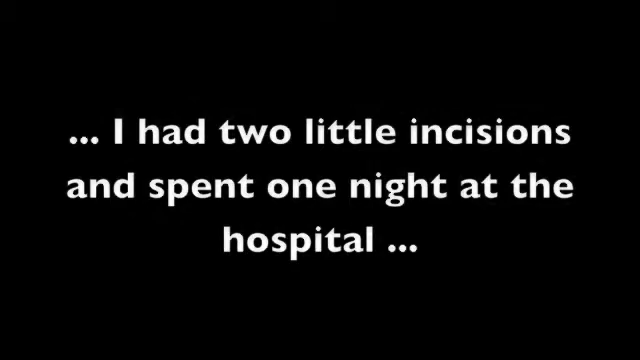 ... I had two little incisions
and spent one night at the
hospital ...